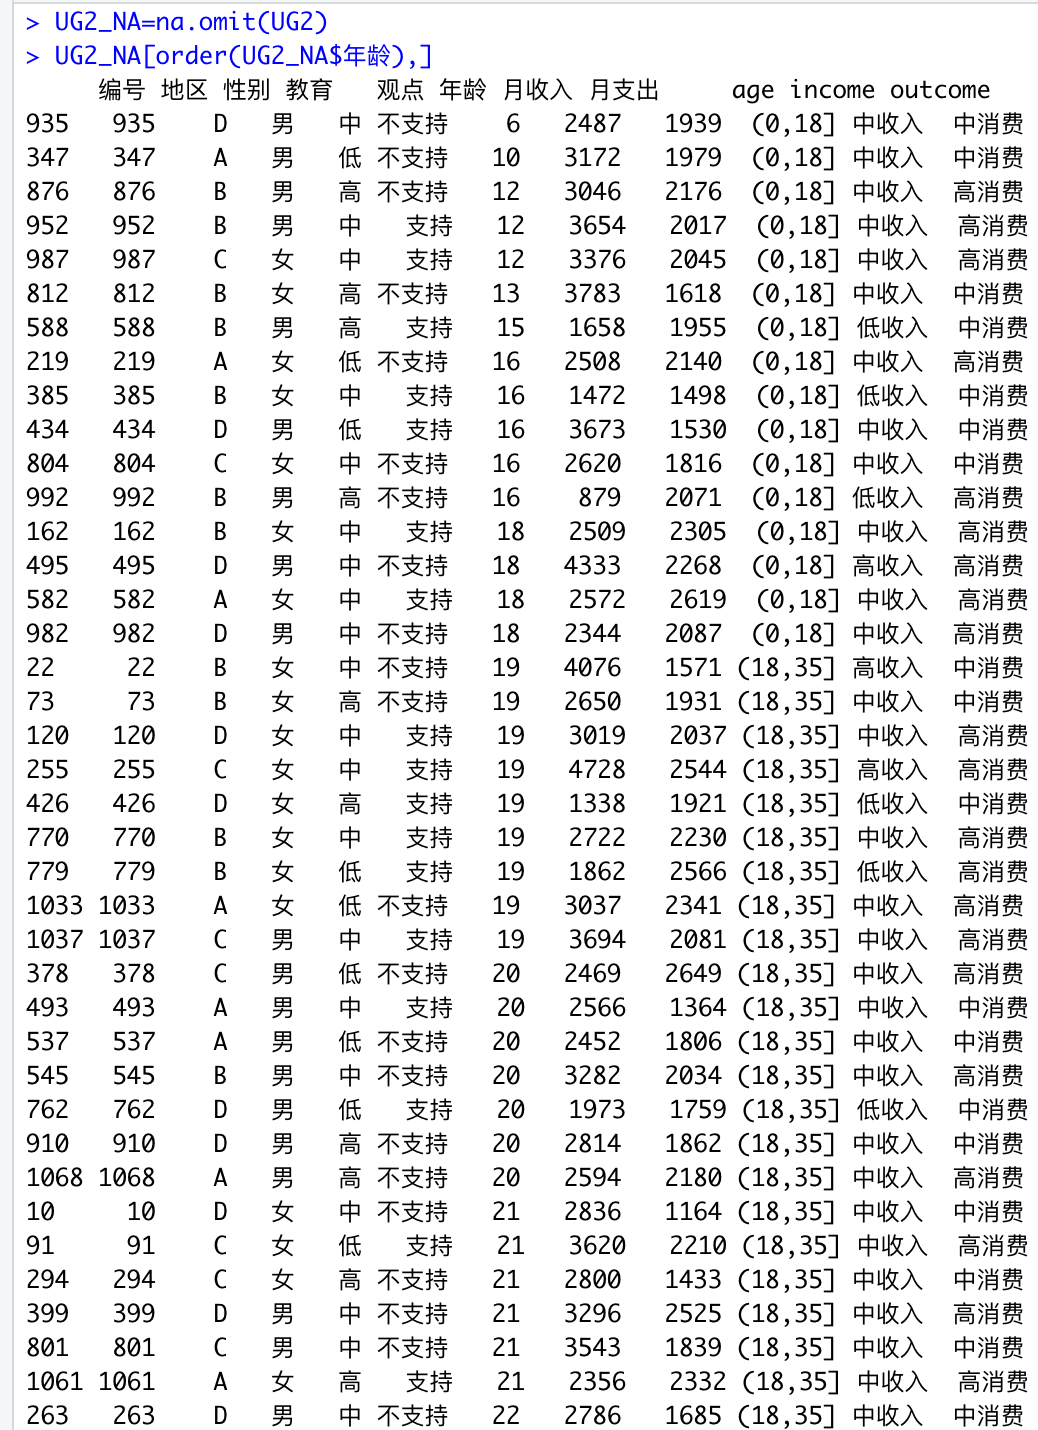 > UG2_NA=na.omit(UG2)
> UG2_NA[order(UG2_NA$年龄),]
编号 地区 性别 教育 观点 年龄 月收入 月支出 age income outcome
935 935 D 男 中 不支持 6 2487 1939 (0,18] 中收入 中消费
347 347 A 男 低 不支持 10 3172 1979 (0,18] 中收入 中消费
876 876 B 男 高 不支持 12 3046 2176 (0,18] 中收入 高消费
952 952 B 男 中 支持 12 3654 2017 (0,18] 中收入 高消费
987 987 C 女 中 支持 12 3376 2045 (0,18] 中收入 高消费
812 812 B 女 高 不支持 13 3783 1618 (0,18] 中收入 中消费
588 588 B 男 高 支持 15 1658 1955 (0,18] 低收入 中消费
219 219 A 女 低 不支持 16 2508 2140 (0,18] 中收入 高消费
385 385 B 女 中 支持 16 1472 1498 (0,18] 低收入 中消费
434 434 D 男 低 支持 16 3673 1530 (0,18] 中收入 中消费
804 804 C 女 中 不支持 16 2620 1816 (0,18] 中收入 中消费
992 992 B 男 高 不支持 16 879 2071 (0,18] 低收入 高消费
162 162 B 女 中 支持 18 2509 2305 (0,18] 中收入 高消费
495 495 D 男 中 不支持 18 4333 2268 (0,18] 高收入 高消费
582 582 A 女 中 支持 18 2572 2619 (0,18] 中收入 高消费
982 982 D 男 中 不支持 18 2344 2087 (0,18] 中收入 高消费
22 22 B 女 中 不支持 19 4076 1571 (18,35] 高收入 中消费
73 73 B 女 高 不支持 19 2650 1931 (18,35] 中收入 中消费
120 120 D 女 中 支持 19 3019 2037 (18,35] 中收入 高消费
255 255 C 女 中 支持 19 4728 2544 (18,35] 高收入 高消费
426 426 D 女 高 支持 19 1338 1921 (18,35] 低收入 中消费
770 770 B 女 中 支持 19 2722 2230 (18,35] 中收入 高消费
779 779 B 女 低 支持 19 1862 2566 (18,35] 低收入 高消费
1033 1033 A 女 低 不支持 19 3037 2341 (18,35] 中收入 高消费
1037 1037 C 男 中 支持 19 3694 2081 (18,35] 中收入 高消费
378 378 C 男 低 不支持 20 2469 2649 (18,35] 中收入 高消费
493 493 A 男 中 支持 20 2566 1364 (18,35] 中收入 中消费
537 537 A 男 低 不支持 20 2452 1806 (18,35] 中收入 中消费
545 545 B 男 中 不支持 20 3282 2034 (18,35] 中收入 高消费
762 762 D 男 低 支持 20 1973 1759 (18,35] 低收入 中消费
910 910 D 男 高 不支持 20 2814 1862 (18,35] 中收入 中消费
1068 1068 A 男 高 不支持 20 2594 2180 (18,35] 中收入 高消费
10 10 D 女 中 不支持 21 2836 1164 (18,35] 中收入 中消费
91 91 C 女 低 支持 21 3620 2210 (18,35] 中收入 高消费
294 294 C 女 高 不支持 21 2800 1433 (18,35] 中收入 中消费
399 399 D 男 中 不支持 21 3296 2525 (18,35] 中收入 高消费
801 801 C 男 中 不支持 21 3543 1839 (18,35] 中收入 中消费
1061 1061 A 女 高 支持 21 2356 2332 (18,35] 中收入 高消费
263 263 D 男 中 不支持 22 2786 1685 (18,35] 中收入 中消费